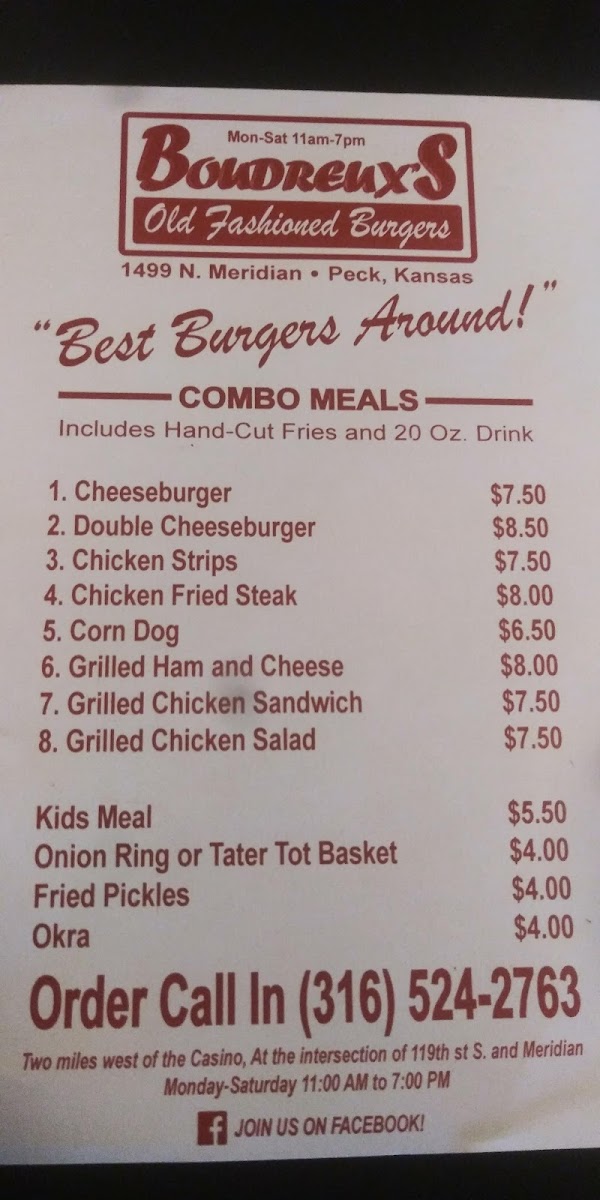 Mon-Sat 11am-7pm
BOUDREUX'S
Old Fashioned Burgers
1499 N. Meridian • Peck, Kansas
"Best Burgers Around!"
COMBO MEALS
Includes Hand-Cut Fries and 20 Oz. Drink
1. Cheeseburger $7.50
2. Double Cheeseburger $8.50
3. Chicken Strips $7.50
4. Chicken Fried Steak $8.00
5. Corn Dog $6.50
6. Grilled Ham and Cheese $8.00
7. Grilled Chicken Sandwich $7.50
8. Grilled Chicken Salad $7.50
Kids Meal $5.50
Onion Ring or Tater Tot Basket $4.00
Fried Pickles $4.00
Okra $4.00
Order Call In (316) 524-2763
Two miles west of the Casino, At the intersection of 119th st S. and Meridian
Monday-Saturday 11:00 AM to 7:00 PM
f JOIN US ON FACEBOOK!